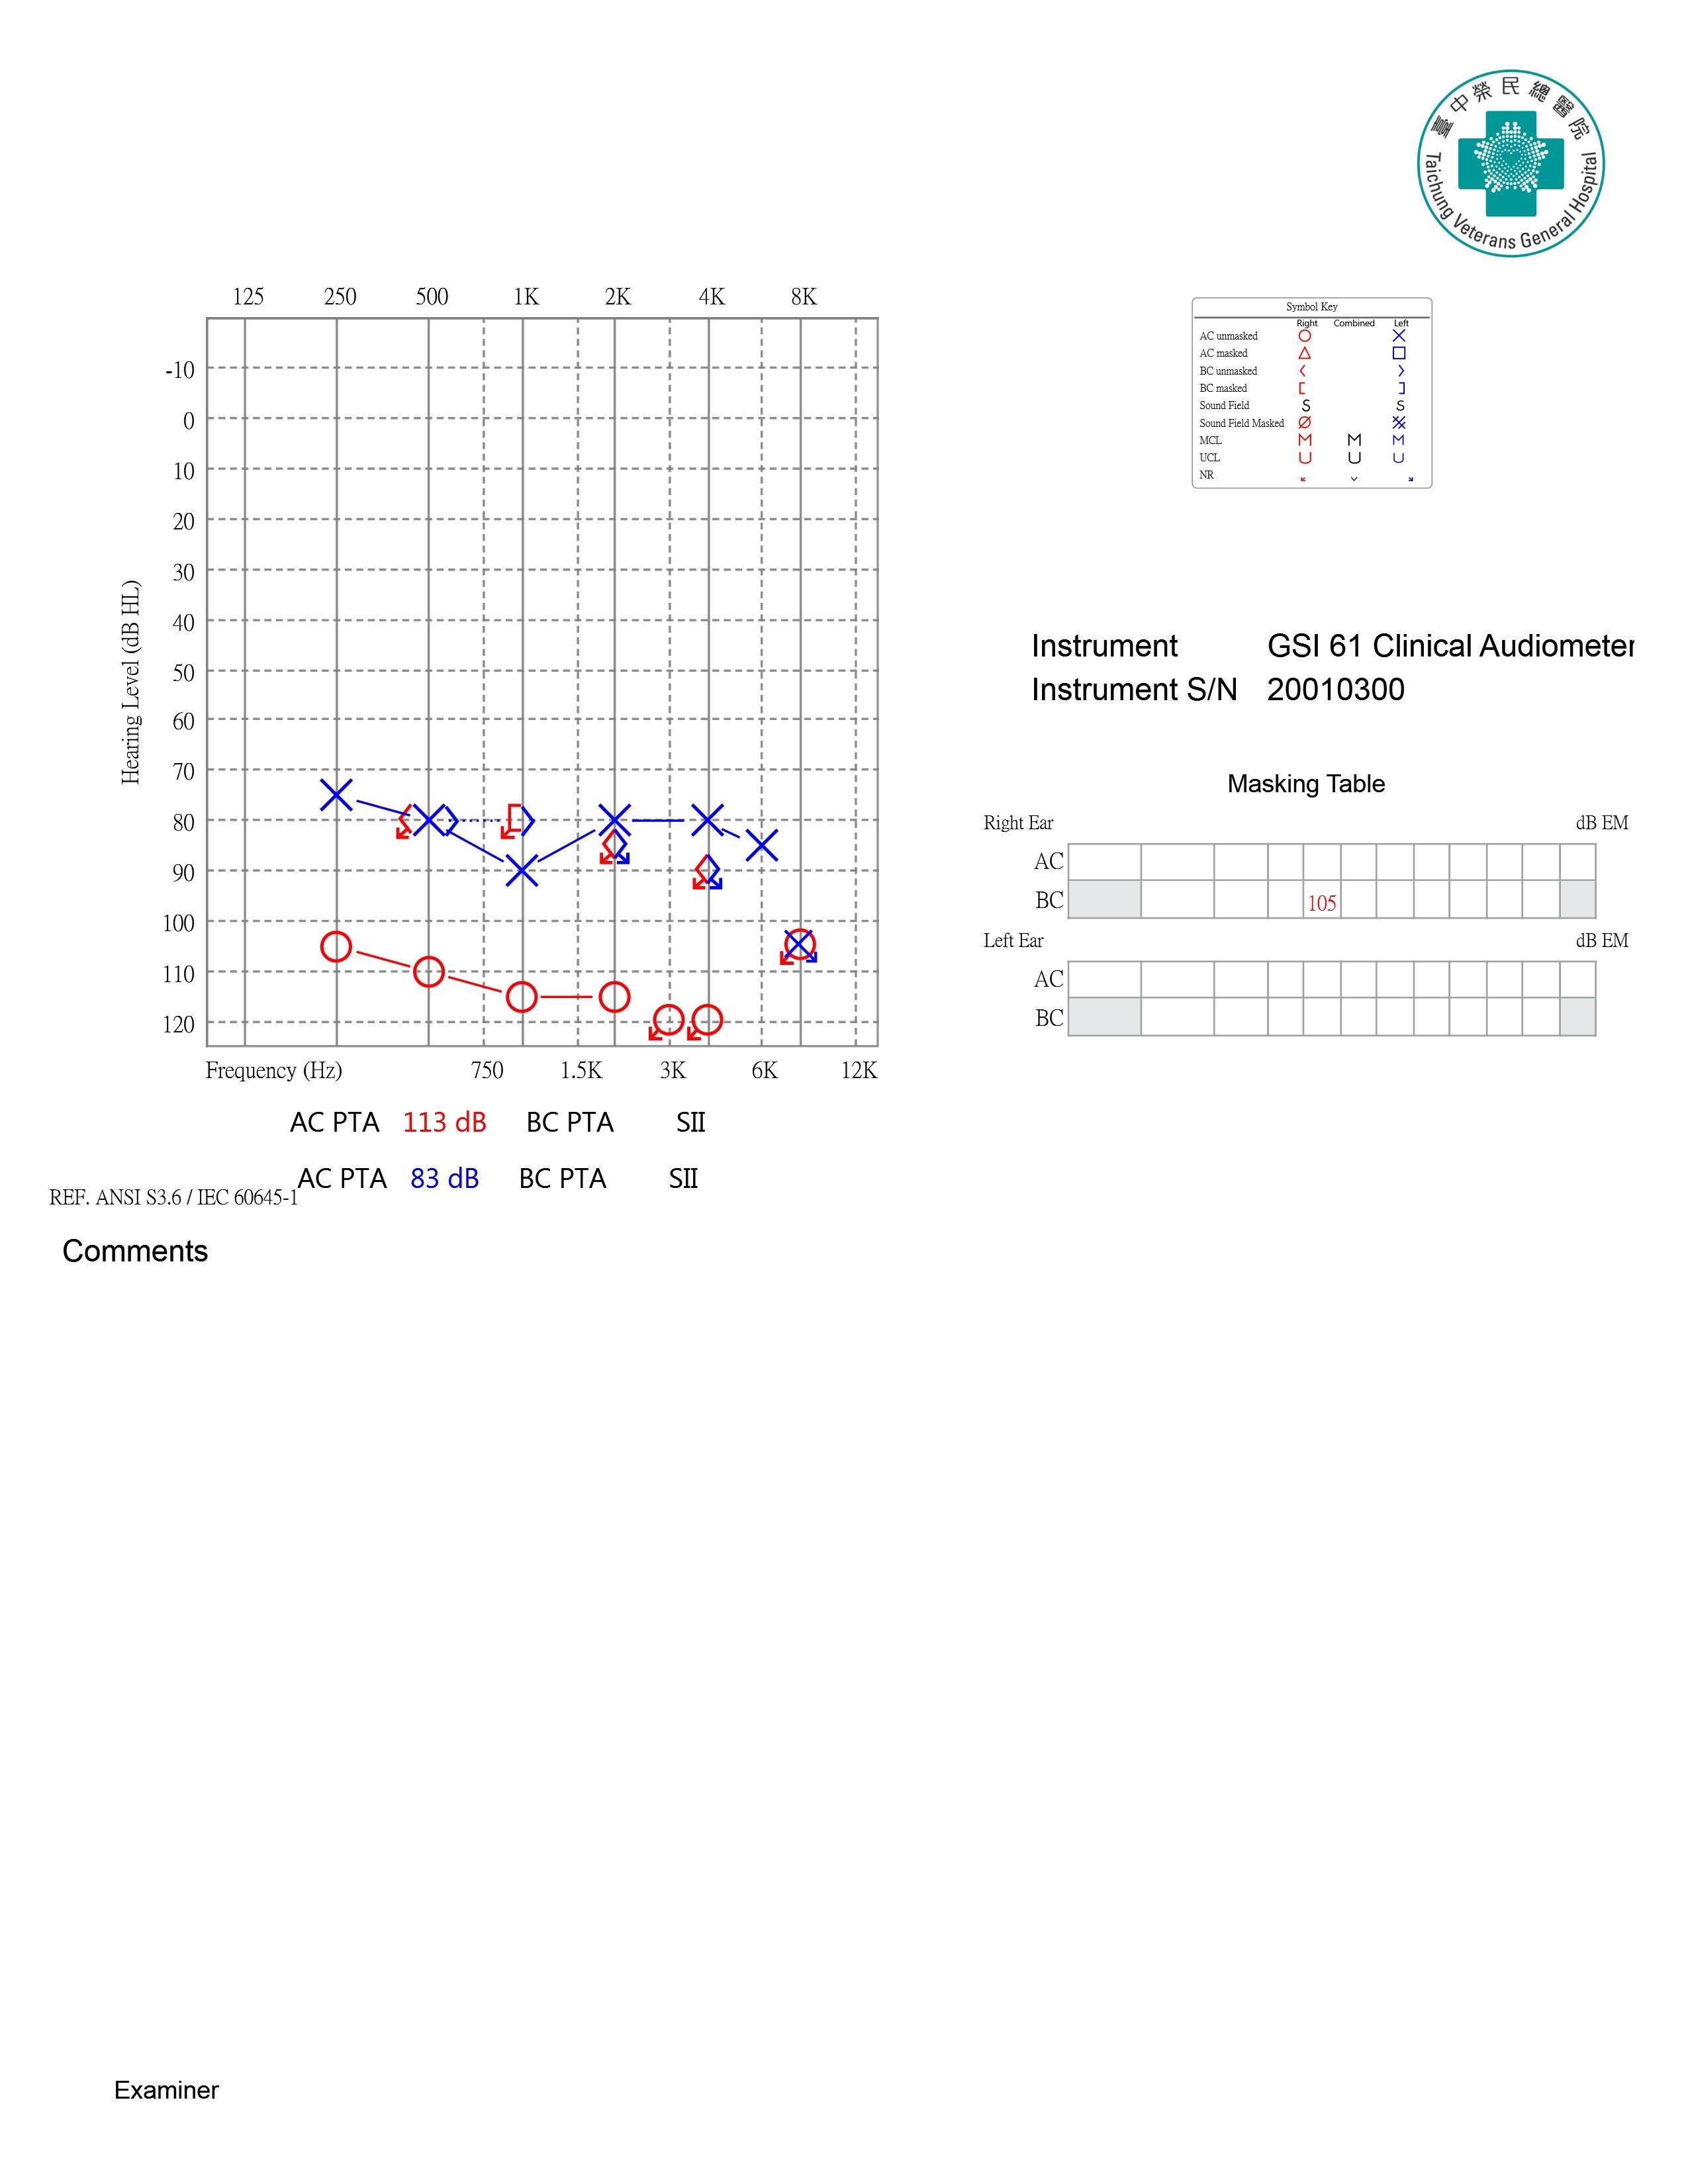 臺中榮民總醫院
Taichung Veterans General Hospital
125 250 500 1K 2K 4K 8K
Symbol Key
Right Combined Left
AC unmasked
AC masked
BC unmasked
BC masked
Sound Field S S
Sound Field Masked
MCL M M M
UCL U U U
NR
Hearing Level (dB HL)
-10
0
10
20
30
40
50
60
70
80
90
100
110
120
Frequency (Hz) 750 1.5K 3K 6K 12K
Instrument GSI 61 Clinical Audiometer
Instrument S/N 20010300
Masking Table
Right Ear dB EM
AC
BC 105
Left Ear dB EM
AC
BC
AC PTA 113 dB BC PTA SII
AC PTA 83 dB BC PTA SII
REF. ANSI S3.6 / IEC 60645-1
Comments
Examiner